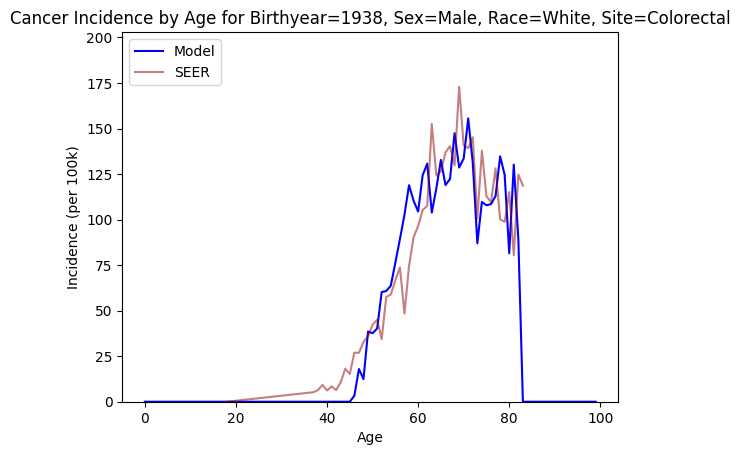 Cancer Incidence by Age for Birthyear=1938, Sex=Male, Race=White, Site=Colorectal
200
175
150
125
100
75
50
25
0
Incidence (per 100k)
Model
SEER
0 20 40 60 80 100
Age